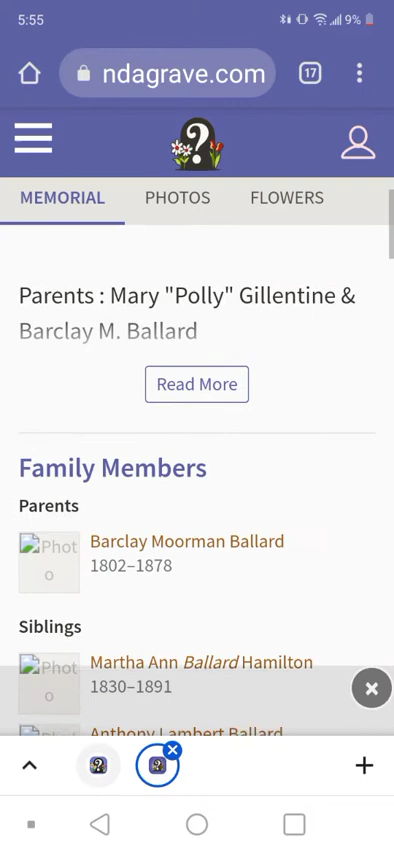 5:55
9%
ndagrave.com
17
?
MEMORIAL PHOTOS FLOWERS
Parents : Mary "Polly" Gillentine &
Barclay M. Ballard
Read More
Family Members
Parents
Photo
Barclay Moorman Ballard
1802–1878
Siblings
Photo
Martha Ann Ballard Hamilton
1830–1891
Anthony Lambert Ballard